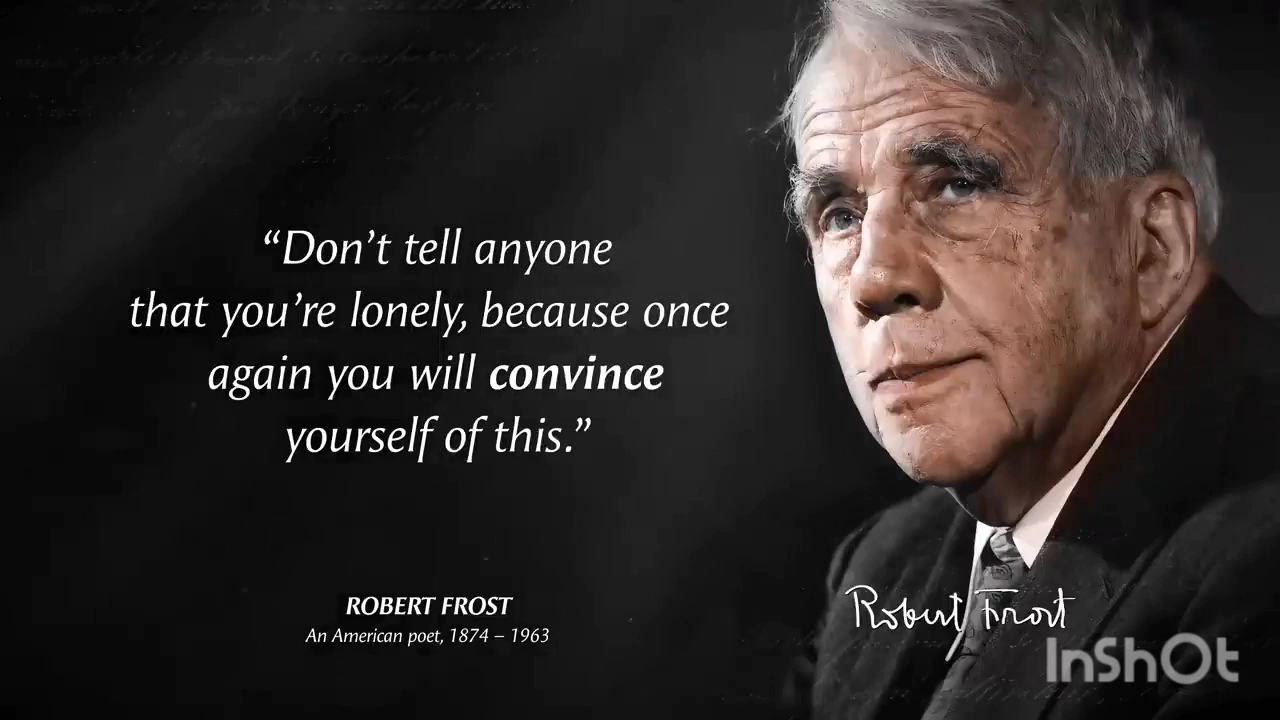 “Don’t tell anyone
that you’re lonely, because once
again you will convince
yourself of this.”
ROBERT FROST
An American poet, 1874 – 1963
Robert Frost
InShOt